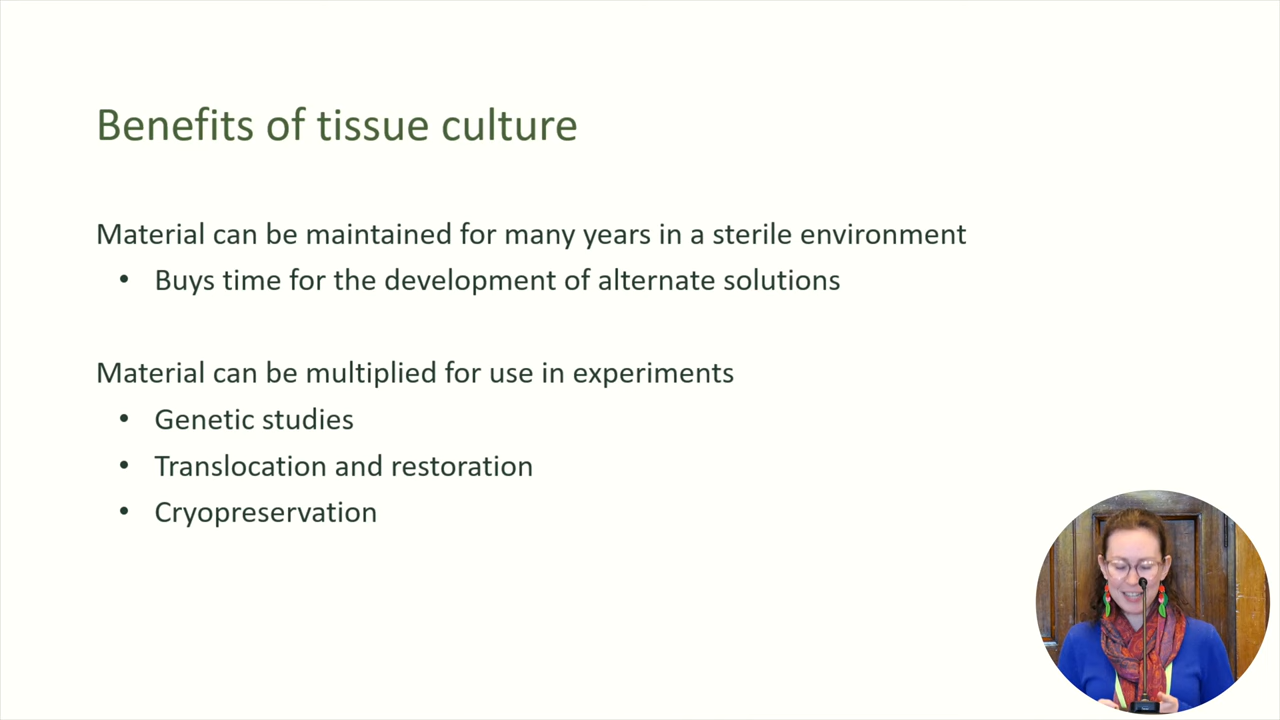 Benefits of tissue culture
Material can be maintained for many years in a sterile environment
• Buys time for the development of alternate solutions
Material can be multiplied for use in experiments
• Genetic studies
• Translocation and restoration
• Cryopreservation